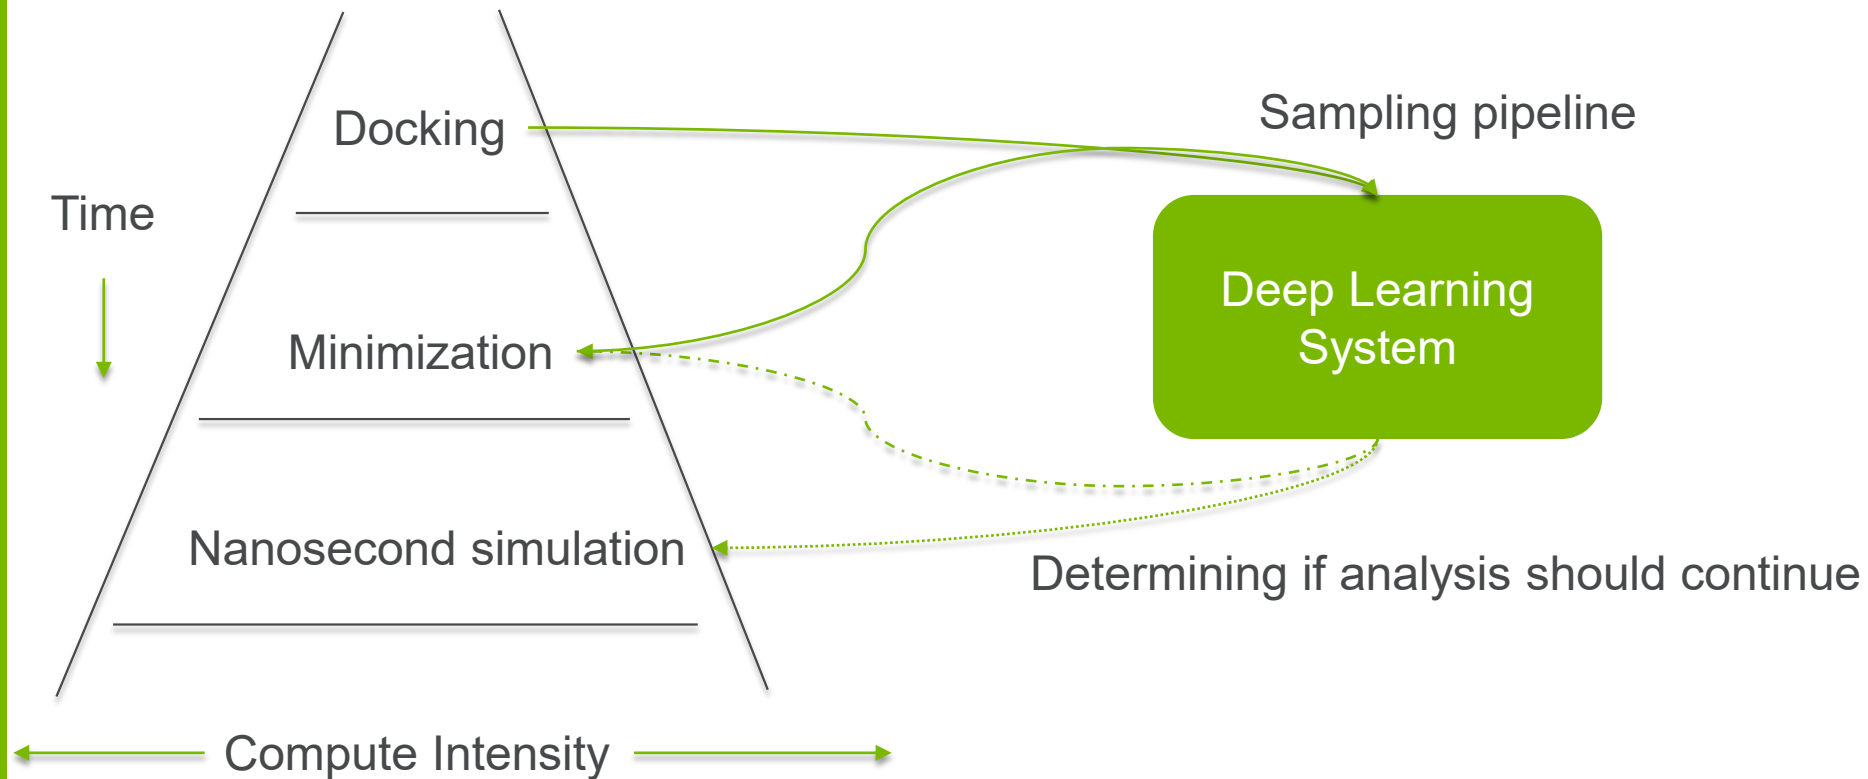 Docking
Sampling pipeline
Time
Deep Learning
System
Minimization
Nanosecond simulation
Determining if analysis should continue
Compute Intensity